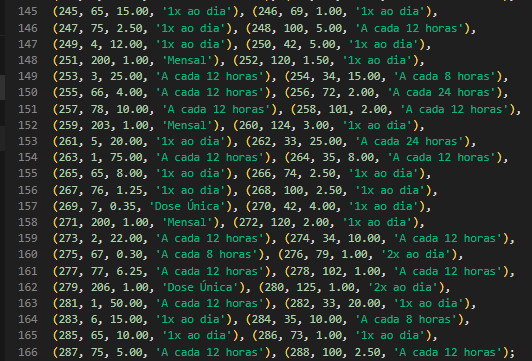 145 (245, 65, 15.00, '1x ao dia'), (246, 69, 1.00, '1x ao dia'),
146 (247, 75, 2.50, '1x ao dia'), (248, 100, 5.00, 'A cada 12 horas'),
147 (249, 4, 12.00, '1x ao dia'), (250, 42, 5.00, '1x ao dia'),
148 (251, 200, 1.00, 'Mensal'), (252, 120, 1.50, '1x ao dia'),
149 (253, 3, 25.00, 'A cada 12 horas'), (254, 34, 15.00, 'A cada 8 horas'),
150 (255, 66, 4.00, 'A cada 12 horas'), (256, 72, 2.00, 'A cada 24 horas'),
151 (257, 78, 10.00, 'A cada 12 horas'), (258, 101, 2.00, 'A cada 12 horas'),
152 (259, 203, 1.00, 'Mensal'), (260, 124, 3.00, '1x ao dia'),
153 (261, 5, 20.00, '1x ao dia'), (262, 33, 25.00, 'A cada 24 horas'),
154 (263, 1, 75.00, 'A cada 12 horas'), (264, 35, 8.00, 'A cada 12 horas'),
155 (265, 65, 8.00, '1x ao dia'), (266, 74, 2.50, '1x ao dia'),
156 (267, 76, 1.25, '1x ao dia'), (268, 100, 2.50, '1x ao dia'),
157 (269, 7, 0.35, 'Dose Única'), (270, 42, 4.00, '1x ao dia'),
158 (271, 200, 1.00, 'Mensal'), (272, 120, 2.00, '1x ao dia'),
159 (273, 2, 22.00, 'A cada 12 horas'), (274, 34, 10.00, 'A cada 12 horas'),
160 (275, 67, 0.30, 'A cada 8 horas'), (276, 79, 1.00, '2x ao dia'),
161 (277, 77, 6.25, 'A cada 12 horas'), (278, 102, 1.00, 'A cada 12 horas'),
162 (279, 206, 1.00, 'Dose Única'), (280, 125, 1.00, '2x ao dia'),
163 (281, 1, 50.00, 'A cada 12 horas'), (282, 33, 20.00, '1x ao dia'),
164 (283, 6, 15.00, '1x ao dia'), (284, 35, 10.00, 'A cada 8 horas'),
165 (285, 65, 10.00, '1x ao dia'), (286, 73, 1.00, '1x ao dia'),
166 (287, 75, 5.00, 'A cada 12 horas'), (288, 100, 2.50, 'A cada 12 horas');